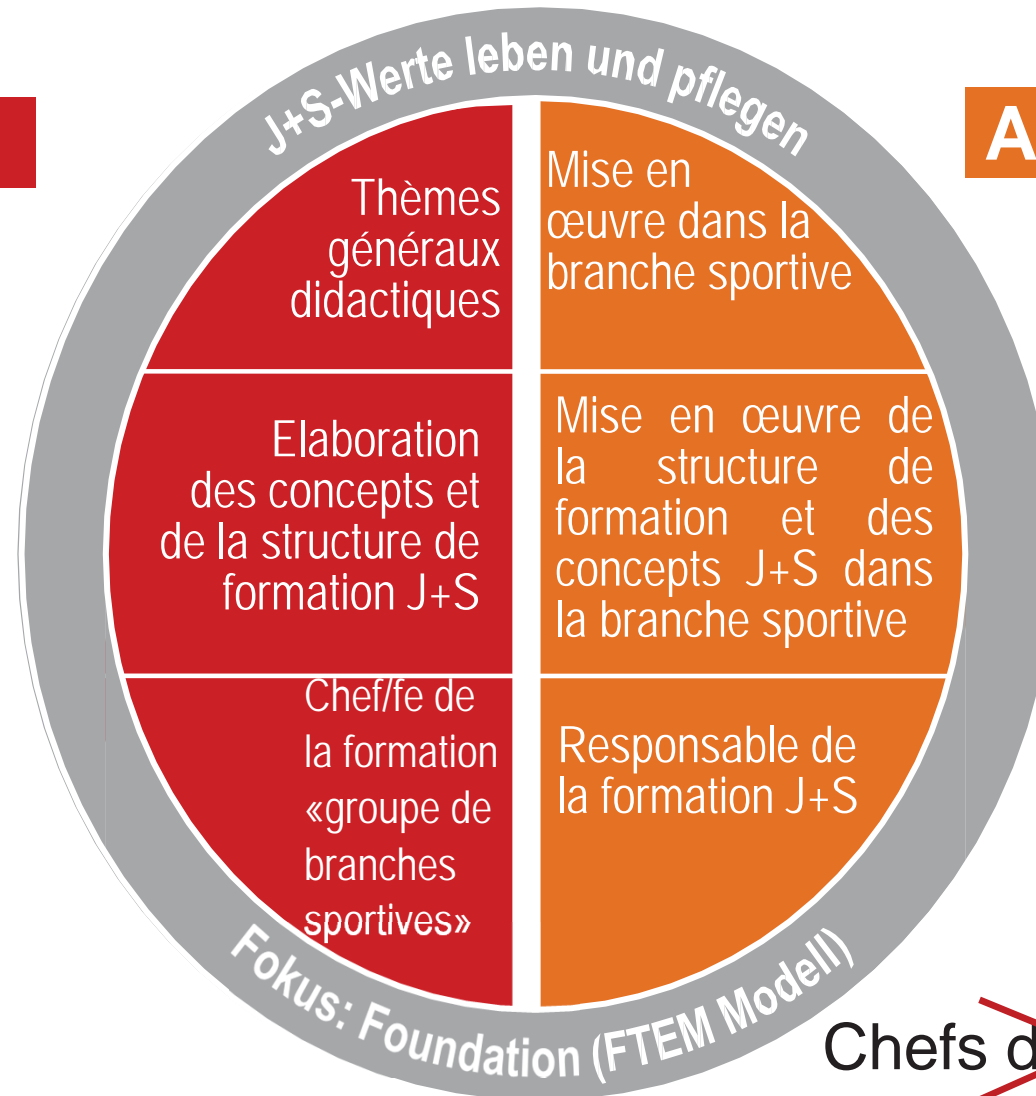 J+S-Werte leben und pflegen
A
Thèmes
généraux
didactiques
Mise en
œuvre dans la
branche sportive
Elaboration
des concepts et
de la structure de
formation J+S
Mise en œuvre de
la structure de
formation et des
concepts J+S dans
la branche sportive
Chef/fe de
la formation
«groupe de
branches
sportives»
Responsable de
la formation J+S
Fokus: Foundation (FTEM Modell)
Chefs d